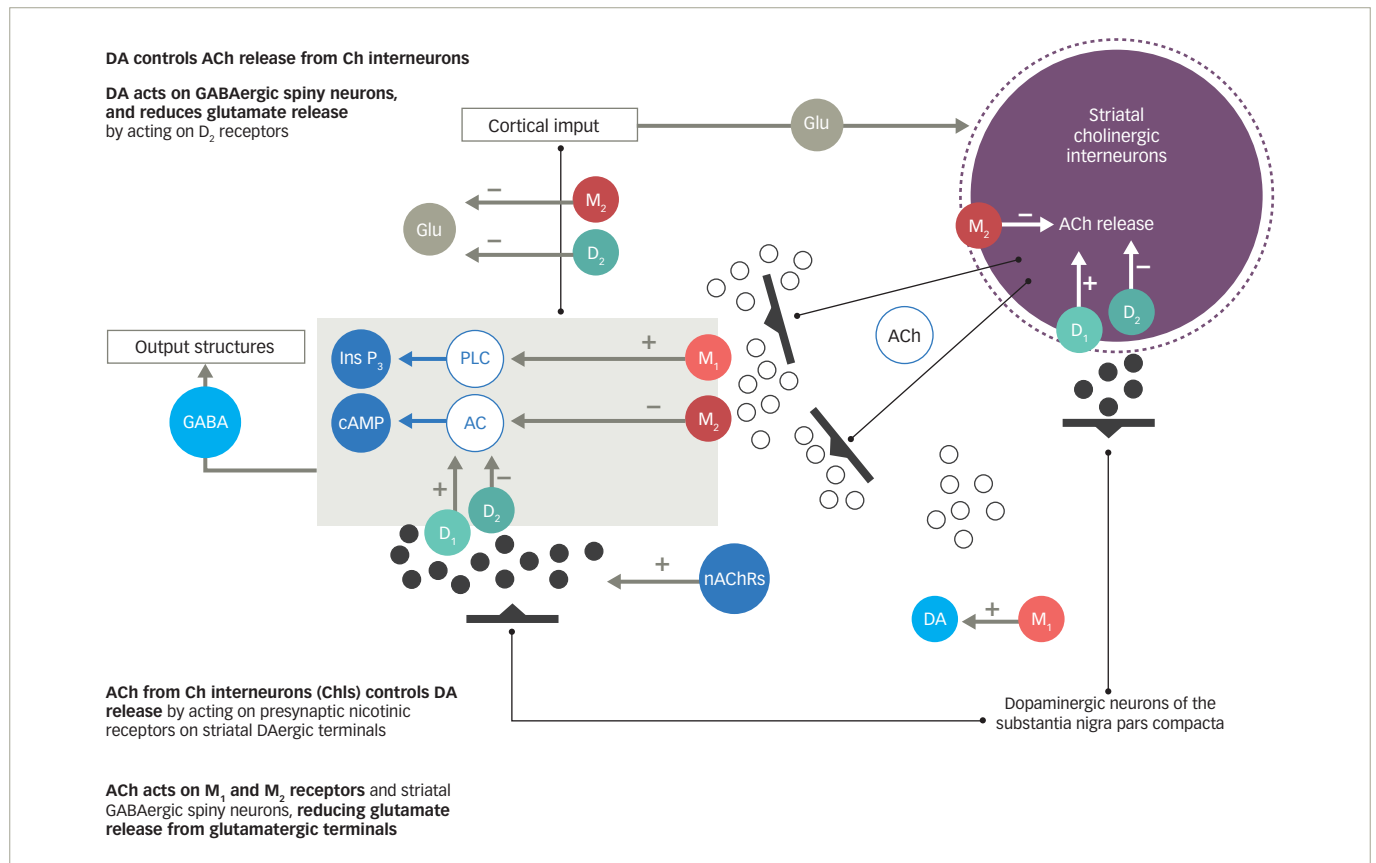 DA controls ACh release from Ch interneurons
DA acts on GABAergic spiny neurons,
and reduces glutamate release
by acting on D₂ receptors
Cortical imput
Glu
Striatal
cholinergic
interneurons
M₂
−
ACh release
+
−
D₁
D₂
−
M₂
Glu
−
D₂
ACh
Output structures
GABA
Ins P₃
PLC
+
M₁
cAMP
AC
−
M₂
+
−
D₁
D₂
+
nAChRs
DA
+
M₁
ACh from Ch interneurons (Chls) controls DA
release by acting on presynaptic nicotinic
receptors on striatal DAergic terminals
Dopaminergic neurons of the
substantia nigra pars compacta
ACh acts on M₁ and M₂ receptors and striatal
GABAergic spiny neurons, reducing glutamate
release from glutamatergic terminals